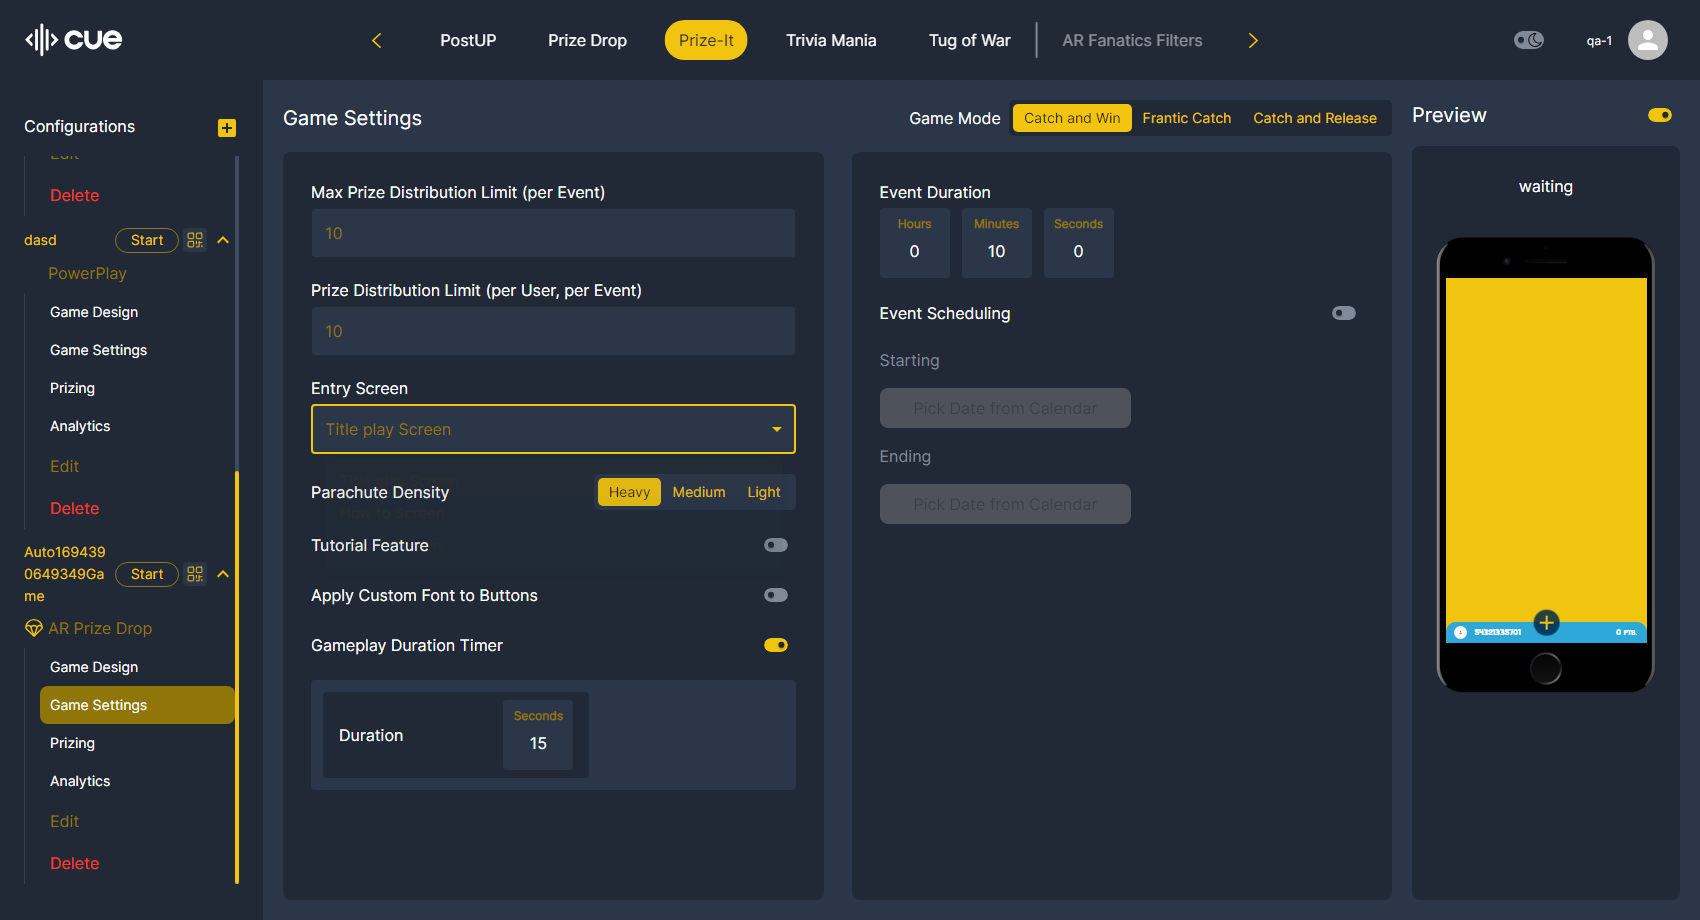 cue
PostUP
Prize Drop
Prize-It
Trivia Mania
Tug of War
AR Fanatics Filters
qa-1
Configurations
Edit
Delete
dasd
Start
PowerPlay
Game Design
Game Settings
Prizing
Analytics
Edit
Delete
Auto169439
0649349Ga
me
Start
AR Prize Drop
Game Design
Game Settings
Prizing
Analytics
Edit
Delete
Game Settings
Game Mode
Catch and Win
Frantic Catch
Catch and Release
Max Prize Distribution Limit (per Event)
10
Prize Distribution Limit (per User, per Event)
10
Entry Screen
Title play Screen
Parachute Density
Heavy
Medium
Light
Tutorial Feature
Apply Custom Font to Buttons
Gameplay Duration Timer
Duration
Seconds
15
Event Duration
Hours
0
Minutes
10
Seconds
0
Event Scheduling
Starting
Pick Date from Calendar
Ending
Pick Date from Calendar
Preview
waiting
54321335701
0 PTS.